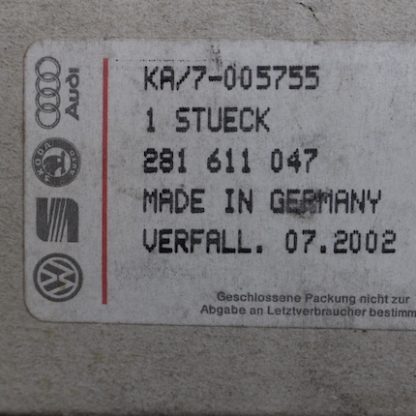 KA/7-005755
1 STUECK
281 611 047
MADE IN GERMANY
VERFALL. 07.2002
Geschlossene Packung nicht zur
Abgabe an Letztverbraucher bestimm
Audi
SKODA